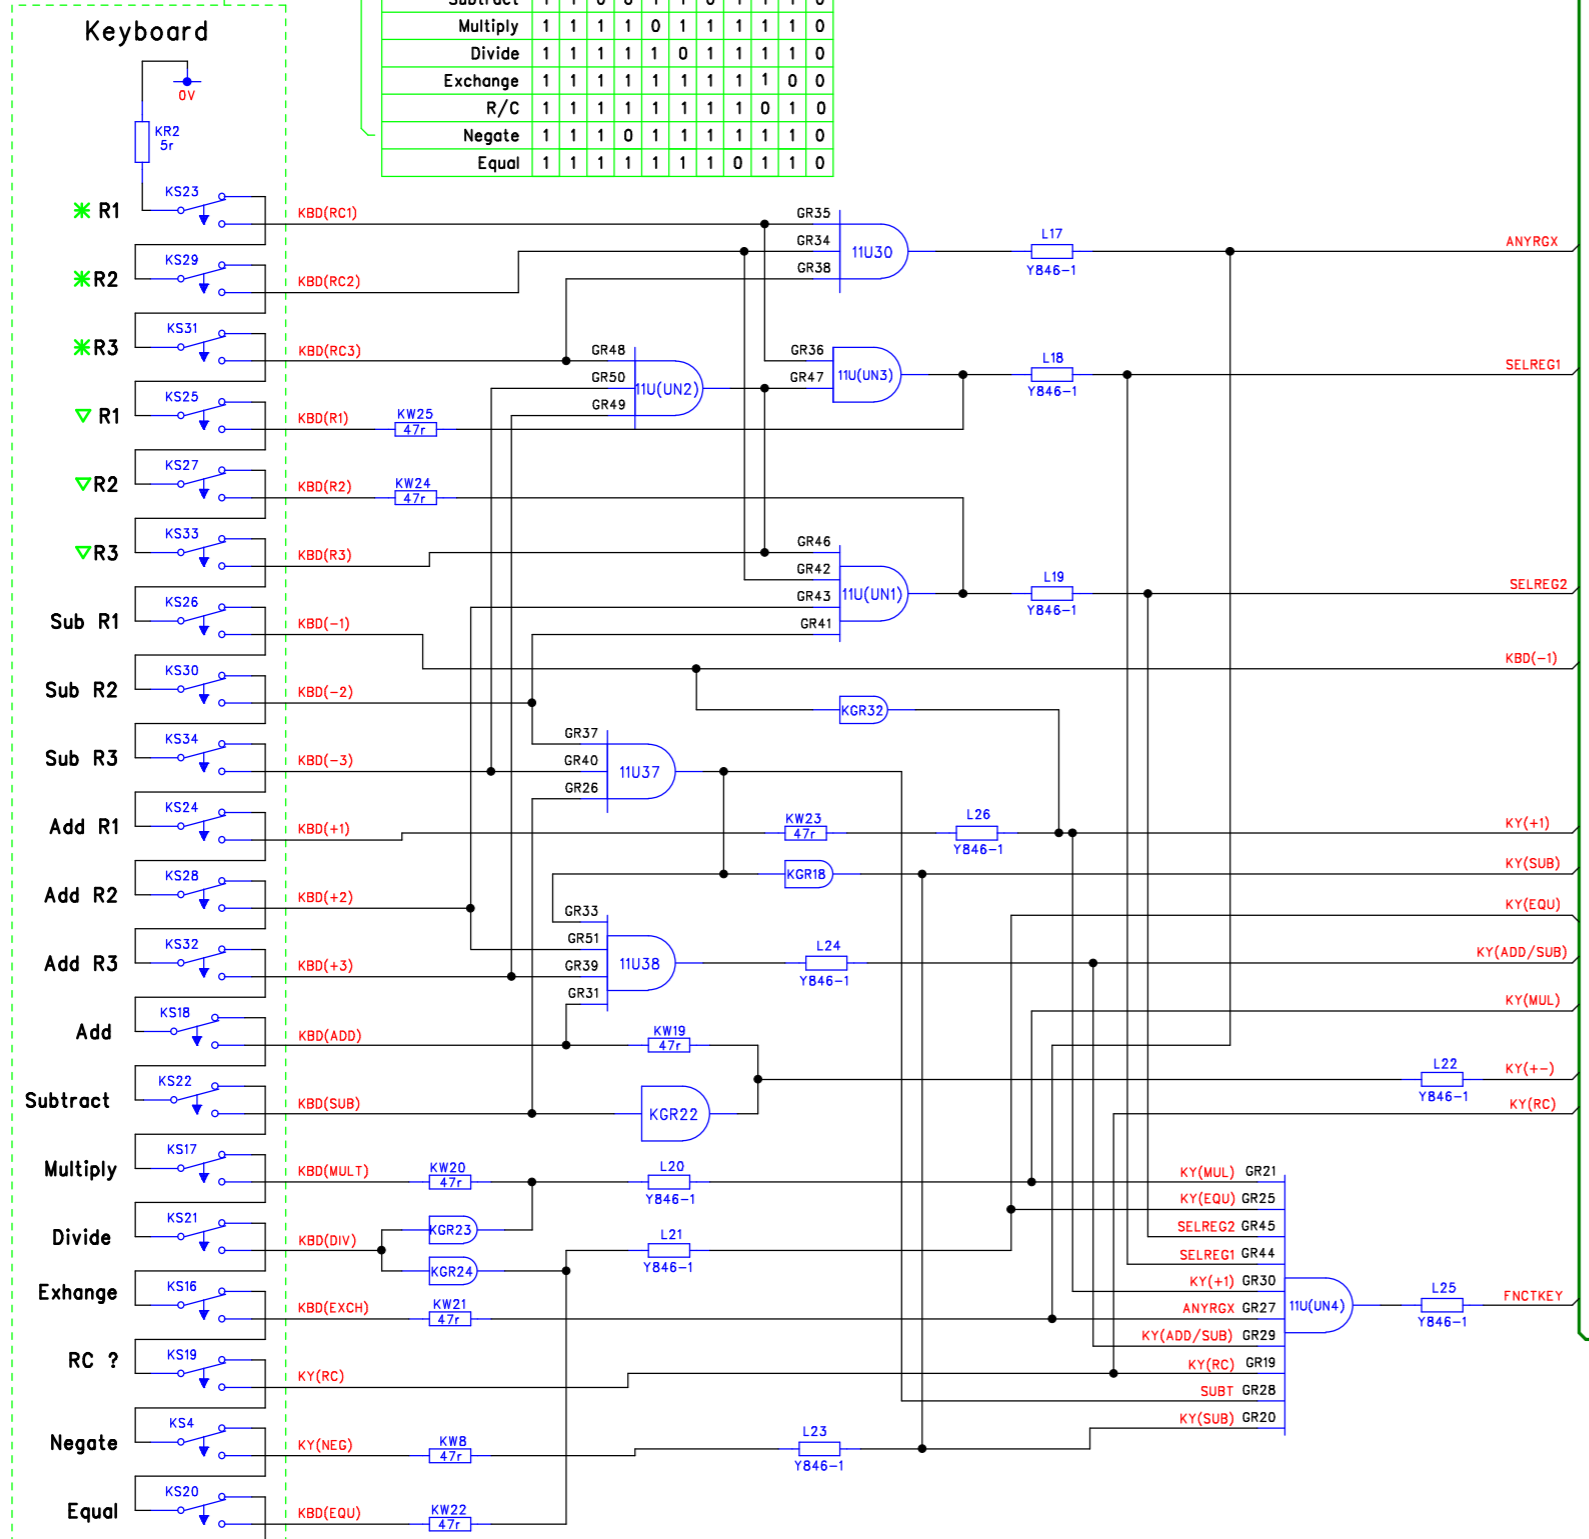 Keyboard
0V
KR2
5r
Subtract 1 1 0 0 1 1 0 1 1 1 0
Multiply 1 1 1 1 0 1 1 1 1 1 0
Divide 1 1 1 1 1 0 1 1 1 1 0
Exchange 1 1 1 1 1 1 1 1 1 0 0
R/C 1 1 1 1 1 1 1 1 0 1 0
Negate 1 1 1 0 1 1 1 1 1 1 0
Equal 1 1 1 1 1 1 1 0 1 1 0
R1 KS23 KBD(RC1)
R2 KS29 KBD(RC2)
R3 KS31 KBD(RC3)
R1 KS25 KBD(R1) KW25 47r
R2 KS27 KBD(R2) KW24 47r
R3 KS33 KBD(R3)
Sub R1 KS26 KBD(-1)
Sub R2 KS30 KBD(-2)
Sub R3 KS34 KBD(-3)
Add R1 KS24 KBD(+1)
Add R2 KS28 KBD(+2)
Add R3 KS32 KBD(+3)
Add KS18 KBD(ADD)
Subtract KS22 KBD(SUB)
Multiply KS17 KBD(MULT) KW20 47r
Divide KS21 KBD(DIV)
Exhange KS16 KBD(EXCH) KW21 47r
RC ? KS19 KY(RC)
Negate KS4 KY(NEG) KW8 47r
Equal KS20 KBD(EQU) KW22 47r
GR35
GR34
GR38
11U30
L17
Y846-1
ANYRGX
GR48
GR50
GR49
11U(UN2)
GR36
GR47
11U(UN3)
L18
Y846-1
SELREG1
GR46
GR42
GR43
GR41
11U(UN1)
L19
Y846-1
SELREG2
KBD(-1)
KGR32
GR37
GR40
GR26
11U37
KW23
47r
L26
Y846-1
KY(+1)
KGR18
KY(SUB)
KY(EQU)
GR33
GR51
GR39
GR31
11U38
L24
Y846-1
KY(ADD/SUB)
KY(MUL)
KW19
47r
L22
Y846-1
KY(+-)
KY(RC)
KGR22
L20
Y846-1
KGR23
KGR24
L21
Y846-1
KY(MUL) GR21
KY(EQU) GR25
SELREG2 GR45
SELREG1 GR44
KY(+1) GR30
ANYRGX GR27
KY(ADD/SUB) GR29
KY(RC) GR19
SUBT GR28
KY(SUB) GR20
11U(UN4)
L25
Y846-1
FNCTKEY
L23
Y846-1